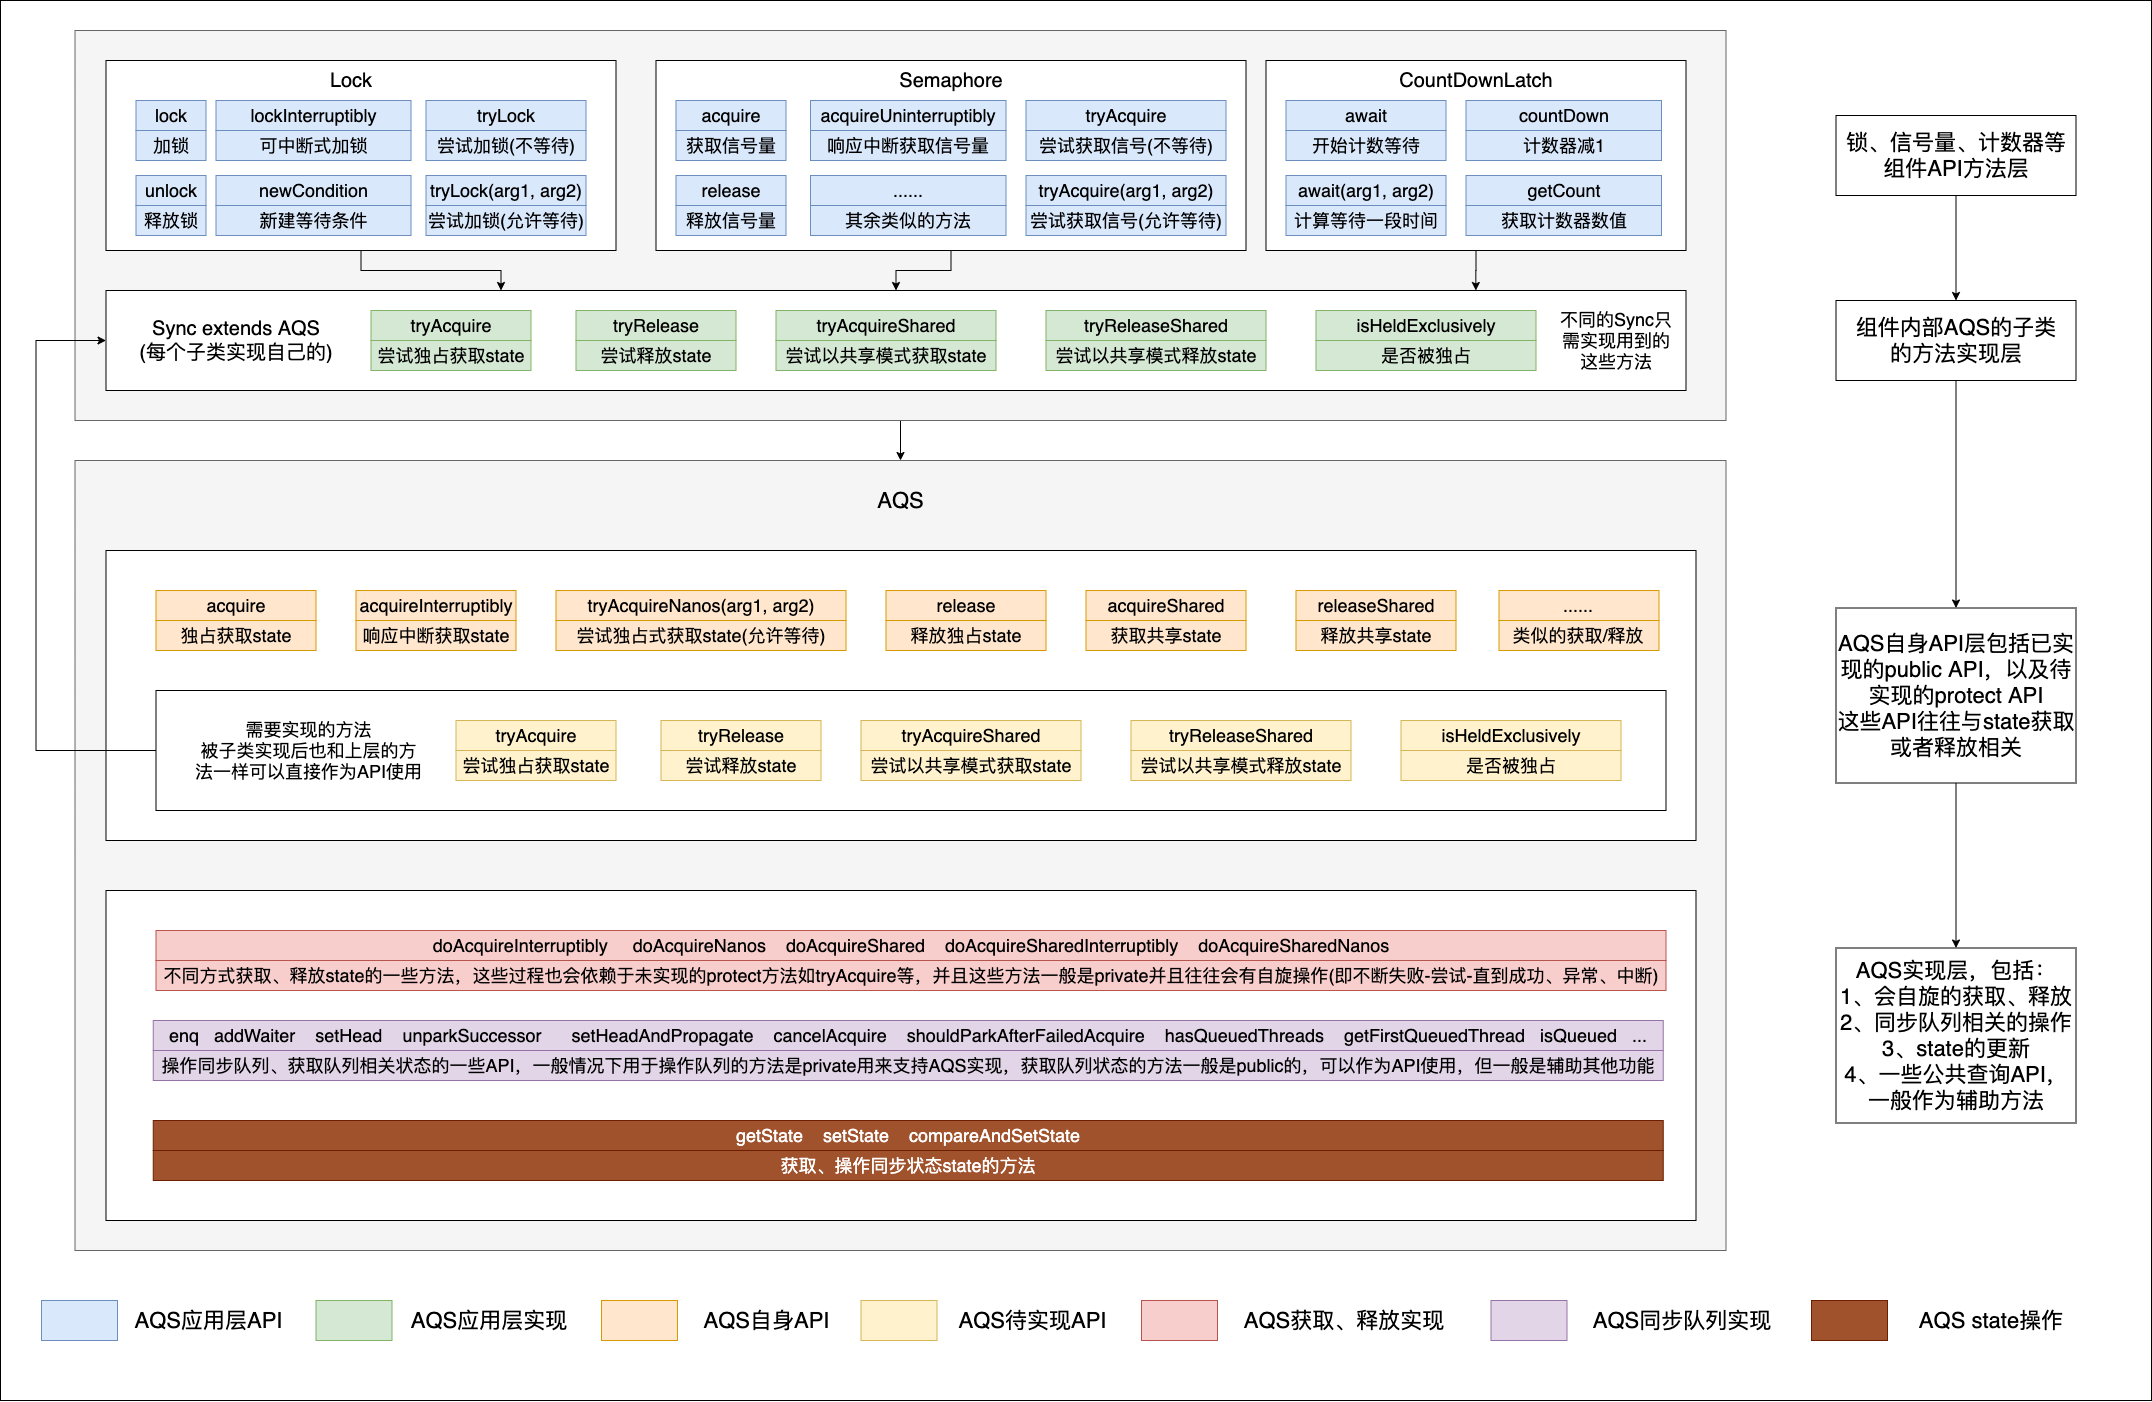 Lock
lock
加锁
lockInterruptibly
可中断式加锁
tryLock
尝试加锁(不等待)
unlock
释放锁
newCondition
新建等待条件
tryLock(arg1, arg2)
尝试加锁(允许等待)
Semaphore
acquire
获取信号量
acquireUninterruptibly
响应中断获取信号量
tryAcquire
尝试获取信号(不等待)
release
释放信号量
......
其余类似的方法
tryAcquire(arg1, arg2)
尝试获取信号(允许等待)
CountDownLatch
await
开始计数等待
countDown
计数器减1
await(arg1, arg2)
计算等待一段时间
getCount
获取计数器数值
锁、信号量、计数器等
组件API方法层
Sync extends AQS
(每个子类实现自己的)
tryAcquire
尝试独占获取state
tryRelease
尝试释放state
tryAcquireShared
尝试以共享模式获取state
tryReleaseShared
尝试以共享模式释放state
isHeldExclusively
是否被独占
不同的Sync只
需实现用到的
这些方法
组件内部AQS的子类
的方法实现层
AQS
acquire
独占获取state
acquireInterruptibly
响应中断获取state
tryAcquireNanos(arg1, arg2)
尝试独占式获取state(允许等待)
release
释放独占state
acquireShared
获取共享state
releaseShared
释放共享state
......
类似的获取/释放
需要实现的方法
被子类实现后也和上层的方
法一样可以直接作为API使用
tryAcquire
尝试独占获取state
tryRelease
尝试释放state
tryAcquireShared
尝试以共享模式获取state
tryReleaseShared
尝试以共享模式释放state
isHeldExclusively
是否被独占
AQS自身API层包括已实
现的public API，以及待
实现的protect API
这些API往往与state获取
或者释放相关
doAcquireInterruptibly doAcquireNanos doAcquireShared doAcquireSharedInterruptibly doAcquireSharedNanos
不同方式获取、释放state的一些方法，这些过程也会依赖于未实现的protect方法如tryAcquire等，并且这些方法一般是private并且往往会有自旋操作(即不断失败-尝试-直到成功、异常、中断)
enq addWaiter setHead unparkSuccessor setHeadAndPropagate cancelAcquire shouldParkAfterFailedAcquire hasQueuedThreads getFirstQueuedThread isQueued ...
操作同步队列、获取队列相关状态的一些API，一般情况下用于操作队列的方法是private用来支持AQS实现，获取队列状态的方法一般是public的，可以作为API使用，但一般是辅助其他功能
getState setState compareAndSetState
获取、操作同步状态state的方法
AQS实现层，包括：
1、会自旋的获取、释放
2、同步队列相关的操作
3、state的更新
4、一些公共查询API，
一般作为辅助方法
AQS应用层API
AQS应用层实现
AQS自身API
AQS待实现API
AQS获取、释放实现
AQS同步队列实现
AQS state操作